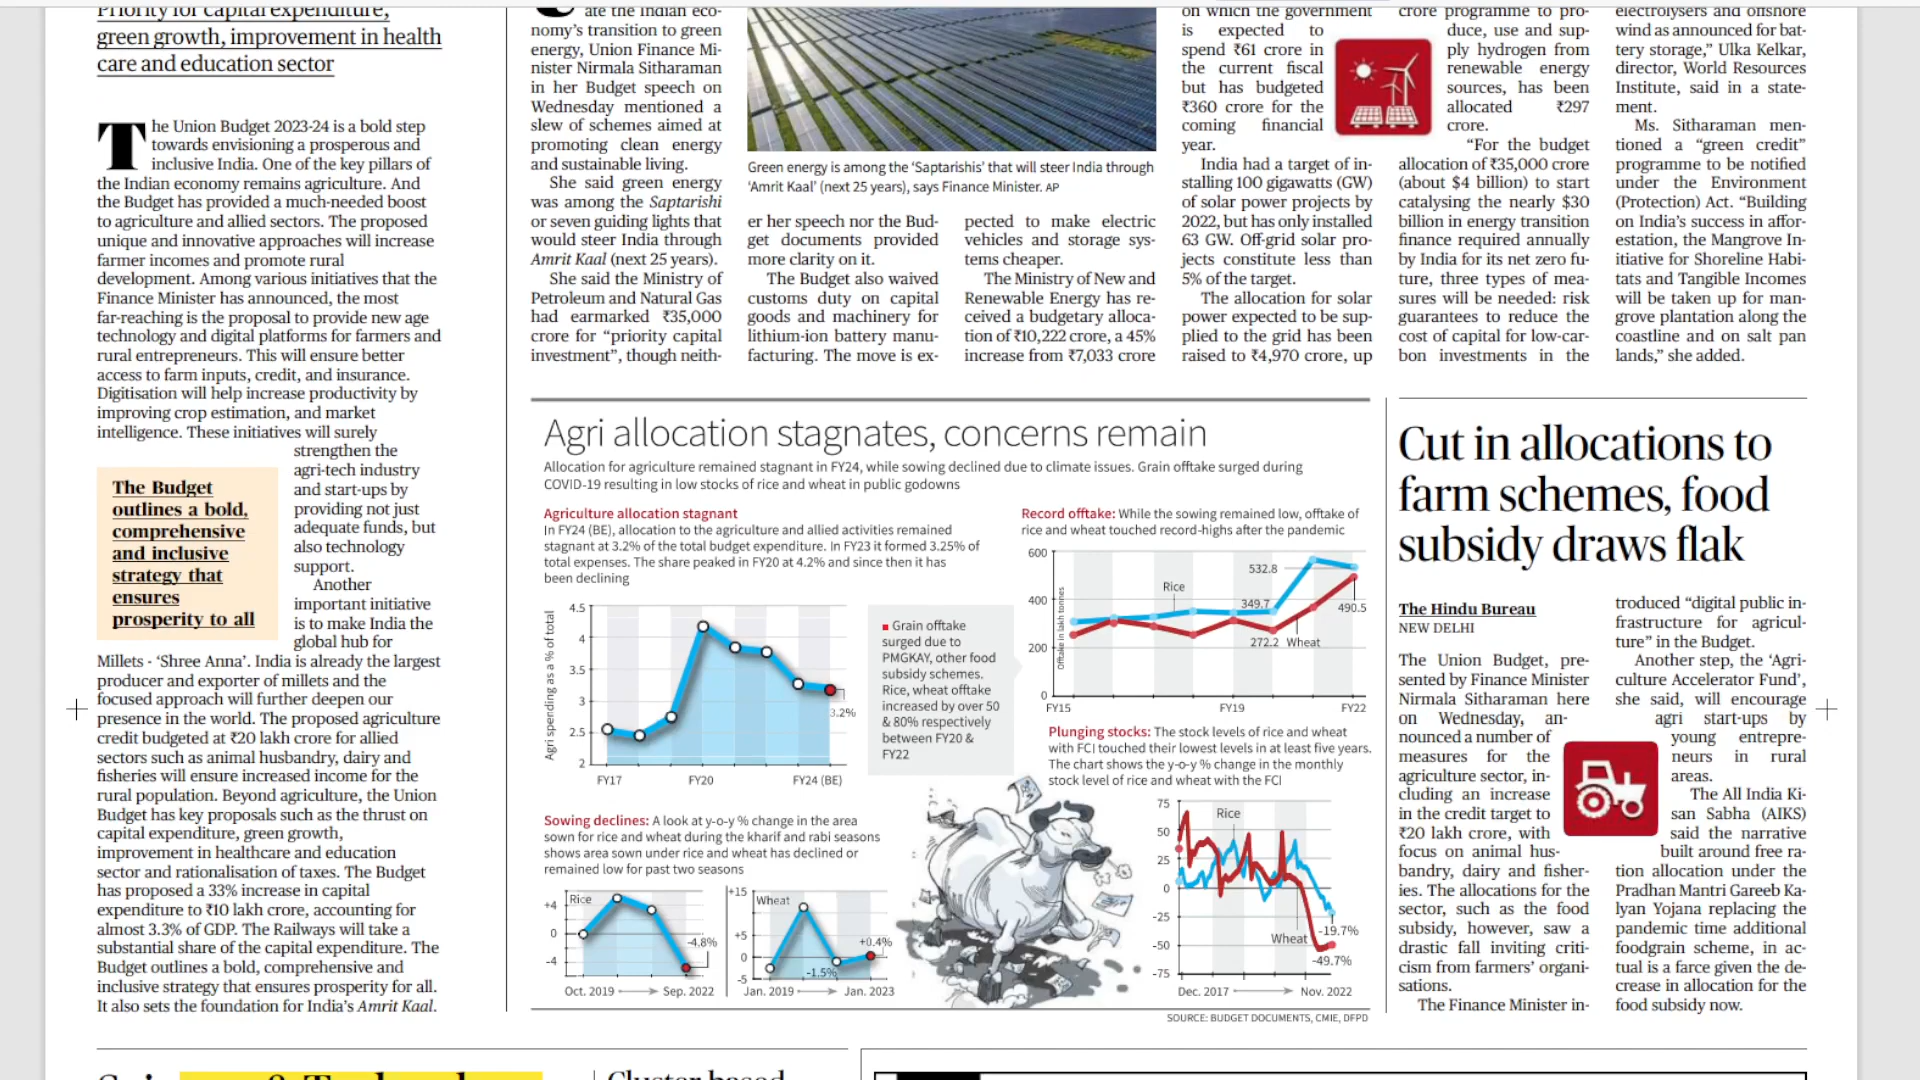 Priority for capital expenditure,
green growth, improvement in health
care and education sector
The Union Budget 2023-24 is a bold step
towards envisioning a prosperous and
inclusive India. One of the key pillars of
the Indian economy remains agriculture. And
the Budget has provided a much-needed boost
to agriculture and allied sectors. The proposed
unique and innovative approaches will increase
farmer incomes and promote rural
development. Among various initiatives that the
Finance Minister has announced, the most
far-reaching is the proposal to provide new age
technology and digital platforms for farmers and
rural entrepreneurs. This will ensure better
access to farm inputs, credit, and insurance.
Digitisation will help increase productivity by
improving crop estimation, and market
intelligence. These initiatives will surely
strengthen the
agri-tech industry
and start-ups by
providing not just
adequate funds, but
also technology
support.
Another
important initiative
is to make India the
global hub for
The Budget
outlines a bold,
comprehensive
and inclusive
strategy that
ensures
prosperity to all
Millets - ‘Shree Anna’. India is already the largest
producer and exporter of millets and the
focused approach will further deepen our
presence in the world. The proposed agriculture
credit budgeted at ₹20 lakh crore for allied
sectors such as animal husbandry, dairy and
fisheries will ensure increased income for the
rural population. Beyond agriculture, the Union
Budget has key proposals such as the thrust on
capital expenditure, green growth,
improvement in healthcare and education
sector and rationalisation of taxes. The Budget
has proposed a 33% increase in capital
expenditure to ₹10 lakh crore, accounting for
almost 3.3% of GDP. The Railways will take a
substantial share of the capital expenditure. The
Budget outlines a bold, comprehensive and
inclusive strategy that ensures prosperity for all.
It also sets the foundation for India’s Amrit Kaal.
ate the Indian eco-
nomy’s transition to green
energy, Union Finance Mi-
nister Nirmala Sitharaman
in her Budget speech on
Wednesday mentioned a
slew of schemes aimed at
promoting clean energy
and sustainable living.
She said green energy
was among the Saptarishi
or seven guiding lights that
would steer India through
Amrit Kaal (next 25 years).
She said the Ministry of
Petroleum and Natural Gas
had earmarked ₹35,000
crore for “priority capital
investment”, though neith-
Green energy is among the ‘Saptarishis’ that will steer India through
‘Amrit Kaal’ (next 25 years), says Finance Minister. AP
er her speech nor the Bud-
get documents provided
more clarity on it.
The Budget also waived
customs duty on capital
goods and machinery for
lithium-ion battery manu-
facturing. The move is ex-
pected to make electric
vehicles and storage sys-
tems cheaper.
The Ministry of New and
Renewable Energy has re-
ceived a budgetary alloca-
tion of ₹10,222 crore, a 45%
increase from ₹7,033 crore
on which the government
is expected to
spend ₹61 crore in
the current fiscal
but has budgeted
₹360 crore for the
coming financial
year.
India had a target of in-
stalling 100 gigawatts (GW)
of solar power projects by
2022, but has only installed
63 GW. Off-grid solar pro-
jects constitute less than
5% of the target.
The allocation for solar
power expected to be sup-
plied to the grid has been
raised to ₹4,970 crore, up
crore programme to pro-
duce, use and sup-
ply hydrogen from
renewable energy
sources, has been
allocated ₹297
crore.
“For the budget
allocation of ₹35,000 crore
(about $4 billion) to start
catalysing the nearly $30
billion in energy transition
finance required annually
by India for its net zero fu-
ture, three types of mea-
sures will be needed: risk
guarantees to reduce the
cost of capital for low-car-
bon investments in the
electrolysers and offshore
wind as announced for bat-
tery storage,” Ulka Kelkar,
director, World Resources
Institute, said in a state-
ment.
Ms. Sitharaman men-
tioned a “green credit”
programme to be notified
under the Environment
(Protection) Act. “Building
on India’s success in affor-
estation, the Mangrove In-
itiative for Shoreline Habi-
tats and Tangible Incomes
will be taken up for man-
grove plantation along the
coastline and on salt pan
lands,” she added.
Agri allocation stagnates, concerns remain
Allocation for agriculture remained stagnant in FY24, while sowing declined due to climate issues. Grain offtake surged during
COVID-19 resulting in low stocks of rice and wheat in public godowns
Agriculture allocation stagnant
In FY24 (BE), allocation to the agriculture and allied activities remained
stagnant at 3.2% of the total budget expenditure. In FY23 it formed 3.25% of
total expenses. The share peaked in FY20 at 4.2% and since then it has
been declining
Agri spending as a % of total
4.5
4
3.5
3
2.5
2
3.2%
FY17
FY20
FY24 (BE)
Grain offtake
surged due to
PMGKAY, other food
subsidy schemes.
Rice, wheat offtake
increased by over 50
& 80% respectively
between FY20 &
FY22
Record offtake: While the sowing remained low, offtake of
rice and wheat touched record-highs after the pandemic
Offtake in lakh tonnes
600
400
200
0
Rice
532.8
349.7
272.2
Wheat
490.5
FY15
FY19
FY22
Plunging stocks: The stock levels of rice and wheat
with FCI touched their lowest levels in at least five years.
The chart shows the y-o-y % change in the monthly
stock level of rice and wheat with the FCI
75
50
25
0
-25
-50
-75
Rice
Wheat
-19.7%
-49.7%
Dec. 2017
Nov. 2022
Sowing declines: A look at y-o-y % change in the area
sown for rice and wheat during the kharif and rabi seasons
shows area sown under rice and wheat has declined or
remained low for past two seasons
Rice
+4
0
-4
-4.8%
Oct. 2019
Sep. 2022
Wheat
+15
+5
0
-5
-1.5%
+0.4%
Jan. 2019
Jan. 2023
SOURCE: BUDGET DOCUMENTS, CMIE, DFPD
Cut in allocations to
farm schemes, food
subsidy draws flak
The Hindu Bureau
NEW DELHI
The Union Budget, pre-
sented by Finance Minister
Nirmala Sitharaman here
on Wednesday, an-
nounced a number of
measures for the
agriculture sector, in-
cluding an increase
in the credit target to
₹20 lakh crore, with
focus on animal hus-
bandry, dairy and fisher-
ies. The allocations for the
sector, such as the food
subsidy, however, saw a
drastic fall inviting criti-
cism from farmers’ organi-
sations.
The Finance Minister in-
troduced “digital public in-
frastructure for agricul-
ture” in the Budget.
Another step, the ‘Agri-
culture Accelerator Fund’,
she said, will encourage
agri start-ups by
young entrepre-
neurs in rural
areas.
The All India Ki-
san Sabha (AIKS)
said the narrative
built around free ra-
tion allocation under the
Pradhan Mantri Gareeb Ka-
lyan Yojana replacing the
pandemic time additional
foodgrain scheme, in ac-
tual is a farce given the de-
crease in allocation for the
food subsidy now.
Cluster based